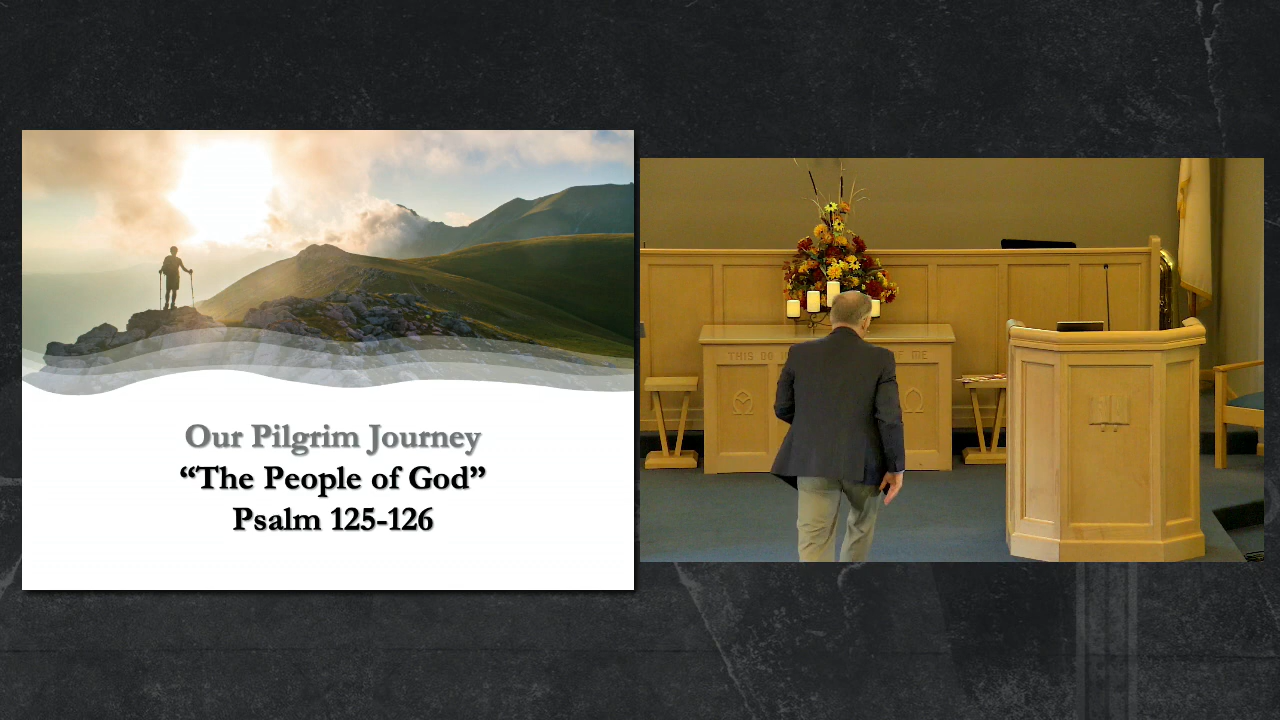 Our Pilgrim Journey
“The People of God”
Psalm 125-126
THIS DO OF ME